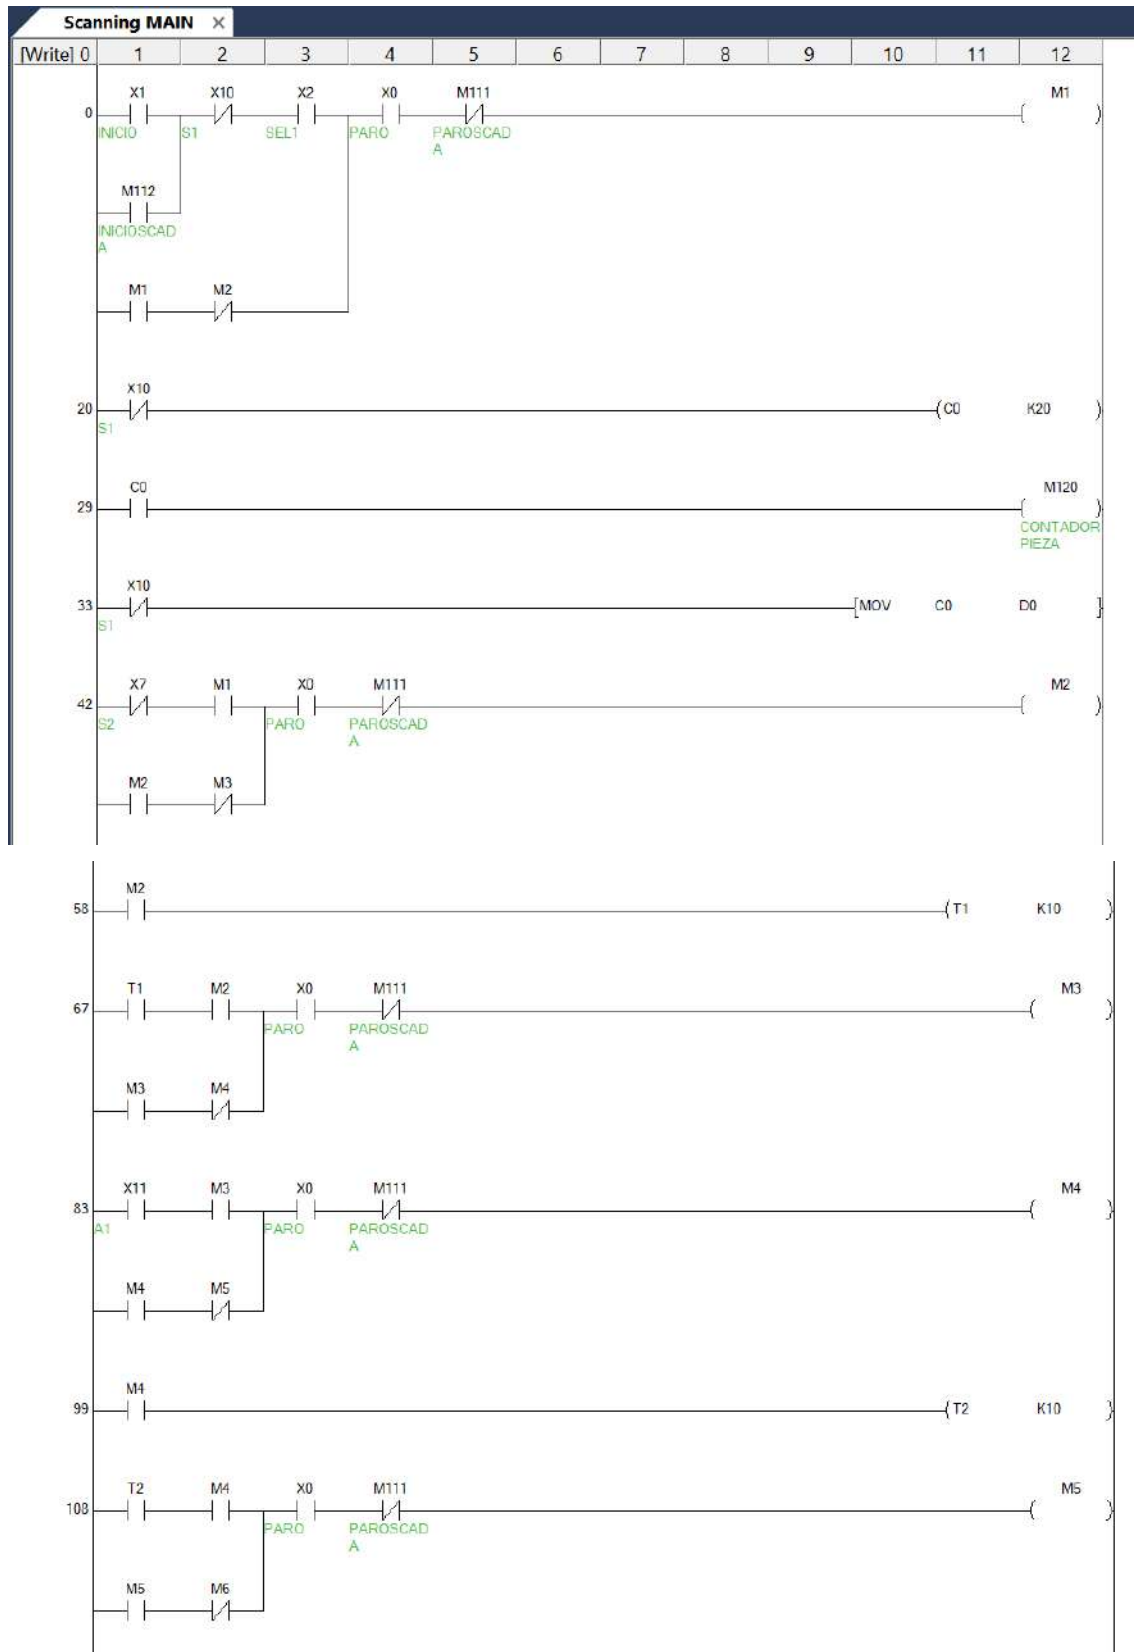 Scanning MAIN ×
[Write] 0 1 2 3 4 5 6 7 8 9 10 11 12
X1 X10 X2 X0 M111 M1
0
INICIO S1 SEL1 PARO PAROSCAD
A
M112
INICIOSCAD
A
M1 M2
X10
20 C0 K20
S1
C0 M120
29
CONTADOR
PIEZA
X10
33 MOV C0 D0
S1
X7 M1 X0 M111 M2
42
S2 PARO PAROSCAD
A
M2 M3
M2
58 T1 K10
T1 M2 X0 M111 M3
67
PARO PAROSCAD
A
M3 M4
X11 M3 X0 M111 M4
83
A1 PARO PAROSCAD
A
M4 M5
M4
99 T2 K10
T2 M4 X0 M111 M5
108
PARO PAROSCAD
A
M5 M6